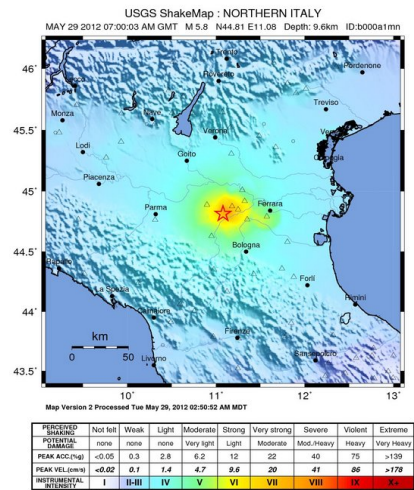 USGS ShakeMap : NORTHERN ITALY
MAY 29 2012 07:00:03 AM GMT M 5.8 N44.81 E11.08 Depth: 9.6km ID:b000a1mn
46˚
45.5˚
45˚
44.5˚
44˚
43.5˚
Trento
Pordenone
Rovereto
Lecco
Treviso
Monza
Verona
Lodi
Chioggia
Goito
Piacenza
Parma
Ferrara
Bologna
Rapallo
La Spezia
Forlì
Rimini
Camaiore
Firenze
Sansepolcro
Livorno
km
0 50
10˚ 11˚ 12˚
Map Version 2 Processed Tue May 29, 2012 02:50:52 AM MDT
PERCEIVED SHAKING Not felt Weak Light Moderate Strong Very strong Severe Violent Extreme
POTENTIAL DAMAGE none none none Very light Light Moderate Mod./Heavy Heavy Very Heavy
PEAK ACC.(%g) <0.05 0.3 2.8 6.2 12 22 40 75 >139
PEAK VEL.(cm/s) <0.02 0.1 1.4 4.7 9.6 20 41 86 >178
INSTRUMENTAL INTENSITY I II-III IV V VI VII VIII IX X+